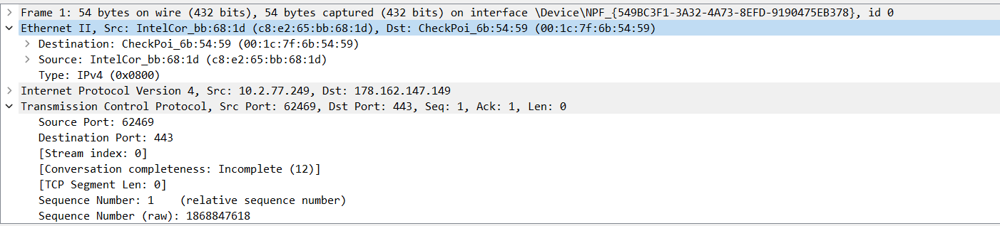 Frame 1: 54 bytes on wire (432 bits), 54 bytes captured (432 bits) on interface \Device\NPF_{549BC3F1-3A32-4A73-8EFD-9190475EB378}, id 0
Ethernet II, Src: IntelCor_bb:68:1d (c8:e2:65:bb:68:1d), Dst: CheckPoi_6b:54:59 (00:1c:7f:6b:54:59)
Destination: CheckPoi_6b:54:59 (00:1c:7f:6b:54:59)
Source: IntelCor_bb:68:1d (c8:e2:65:bb:68:1d)
Type: IPv4 (0x0800)
Internet Protocol Version 4, Src: 10.2.77.249, Dst: 178.162.147.149
Transmission Control Protocol, Src Port: 62469, Dst Port: 443, Seq: 1, Ack: 1, Len: 0
Source Port: 62469
Destination Port: 443
[Stream index: 0]
[Conversation completeness: Incomplete (12)]
[TCP Segment Len: 0]
Sequence Number: 1    (relative sequence number)
Sequence Number (raw): 1868847618